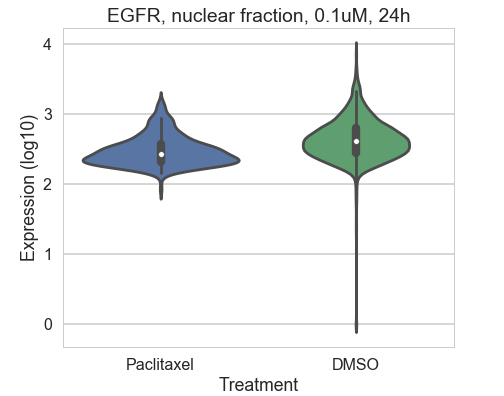 EGFR, nuclear fraction, 0.1uM, 24h
4
3
2
1
0
Expression (log10)
Paclitaxel
DMSO
Treatment